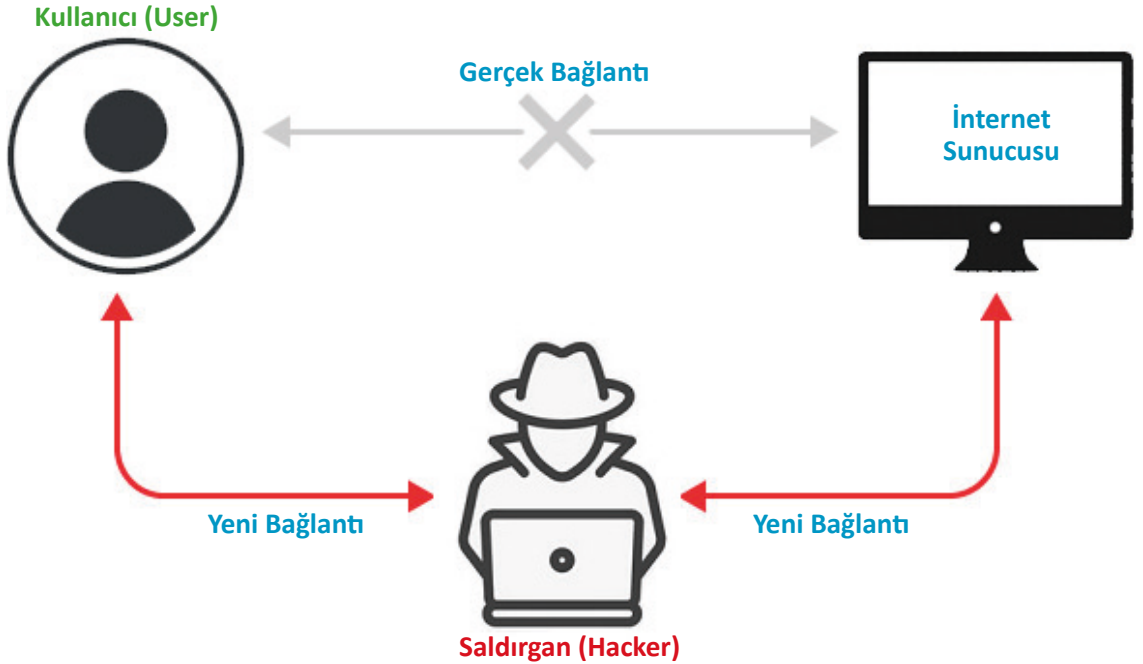 Kullanıcı (User)
Gerçek Bağlantı
İnternet
Sunucusu
Yeni Bağlantı
Yeni Bağlantı
Saldırgan (Hacker)